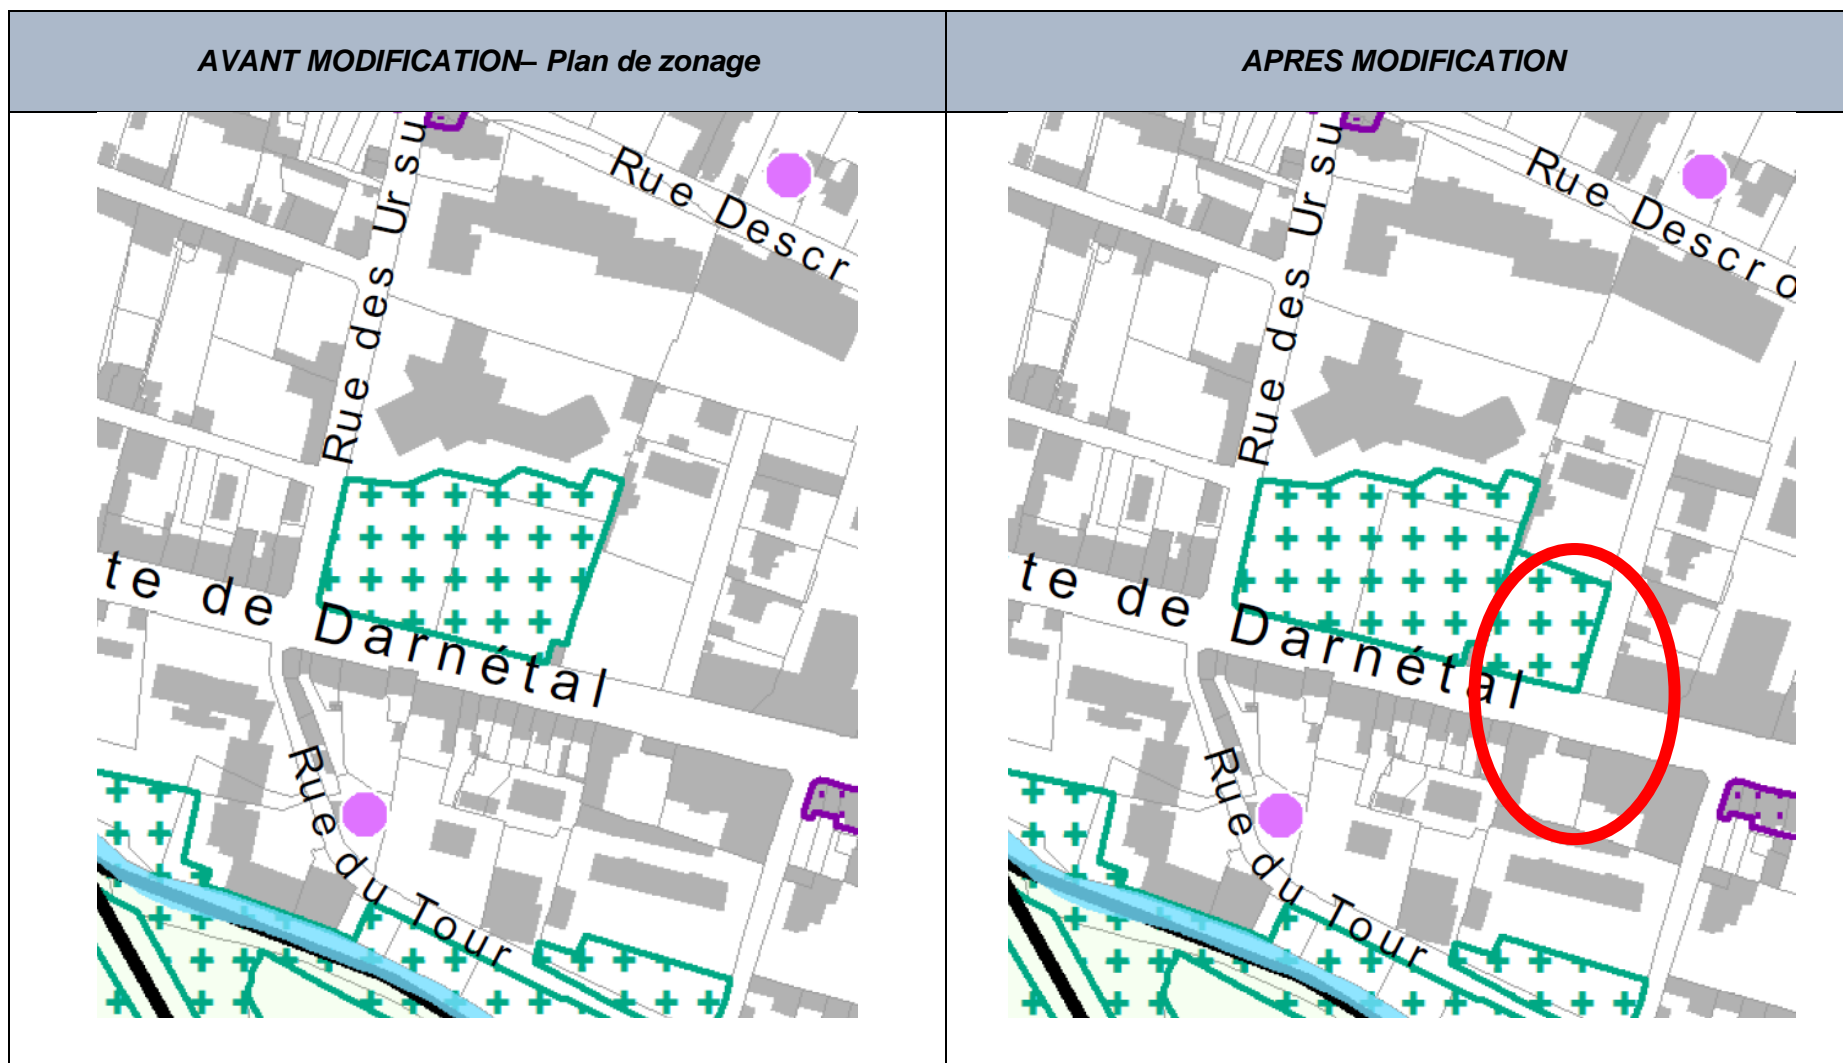 AVANT MODIFICATION– Plan de zonage
APRES MODIFICATION
Rue des Ursu
Rue Descr
te de Darnétal
Rue du Tour
Rue des Ursu
Rue Descro
te de Darnétal
Rue du Tour